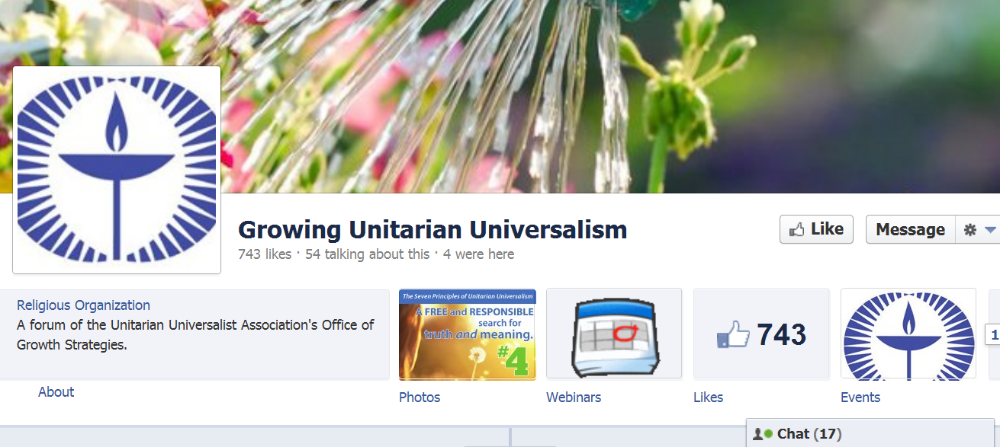 Growing Unitarian Universalism
743 likes · 54 talking about this · 4 were here
Like
Message
Religious Organization
A forum of the Unitarian Universalist Association's Office of
Growth Strategies.
About
The Seven Principles of Unitarian Universalism
A FREE and RESPONSIBLE
search for
truth and meaning.
#4
Photos
Webinars
743
Likes
Events
1
Chat (17)